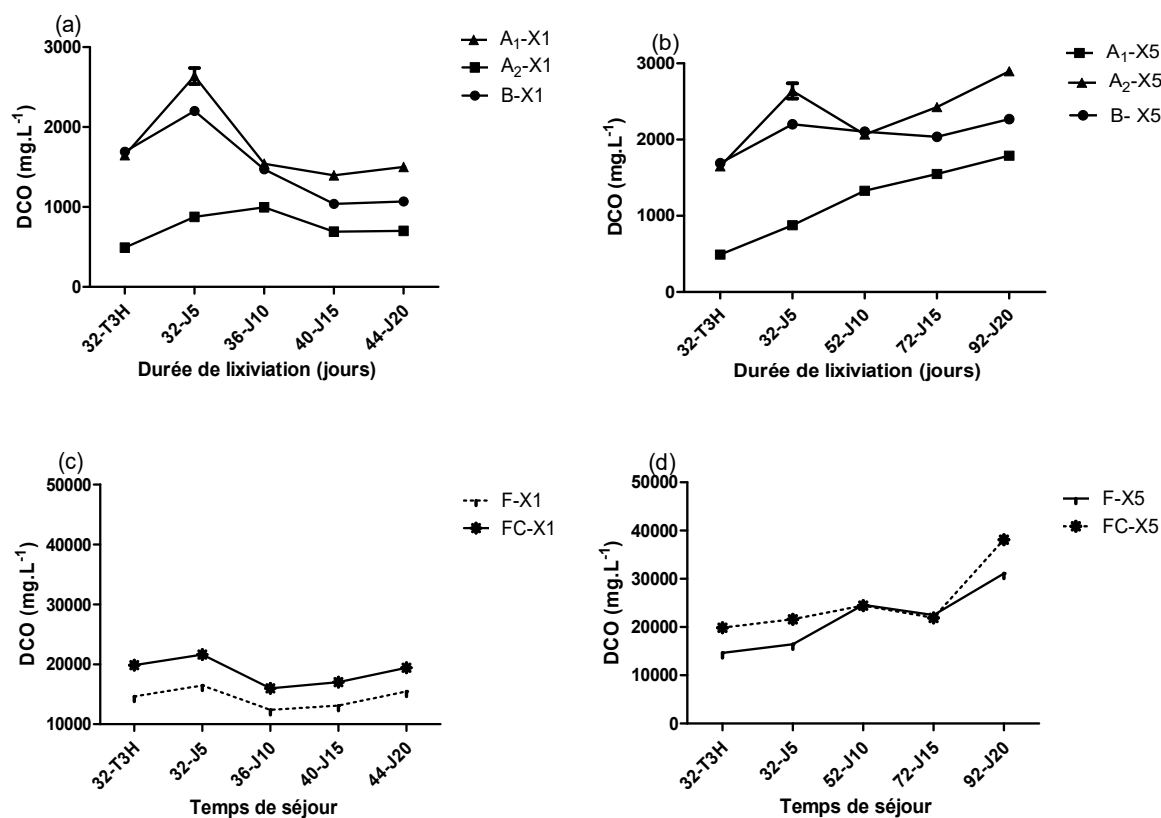 (a)
DCO (mg.L⁻¹)
3000
2000
1000
0
32-T3H
32-J5
36-J10
40-J15
44-J20
Durée de lixiviation (jours)
A₁-X1
A₂-X1
B-X1
(b)
DCO (mg.L⁻¹)
3000
2000
1000
0
32-T3H
32-J5
52-J10
72-J15
92-J20
Durée de lixiviation (jours)
A₁-X5
A₂-X5
B- X5
(c)
DCO (mg.L⁻¹)
50000
40000
30000
20000
10000
32-T3H
32-J5
36-J10
40-J15
44-J20
Temps de séjour
F-X1
FC-X1
(d)
DCO (mg.L⁻¹)
50000
40000
30000
20000
10000
0
32-T3H
32-J5
52-J10
72-J15
92-J20
Temps de séjour
F-X5
FC-X5